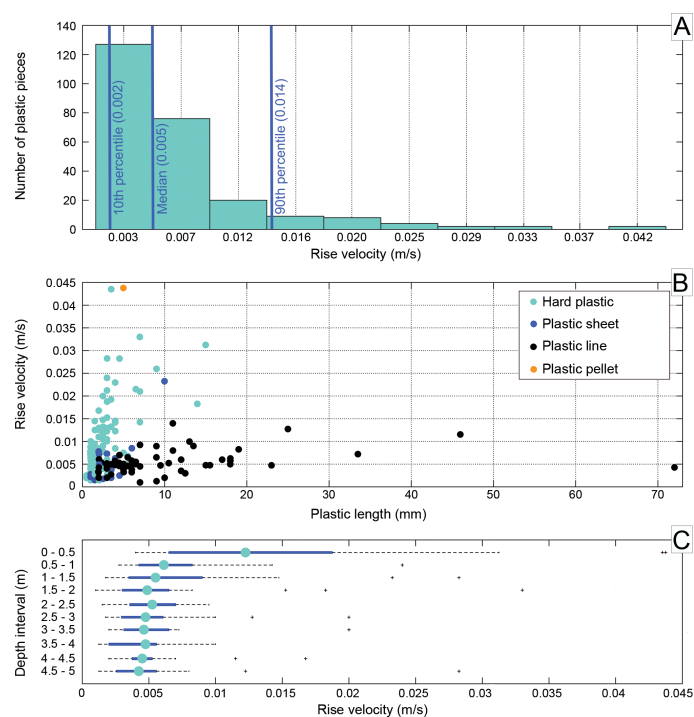 A
140
120
100
80
60
40
20
0
Number of plastic pieces
10th percentile (0.002)
Median (0.005)
90th percentile (0.014)
0.003 0.007 0.012 0.016 0.020 0.025 0.029 0.033 0.037 0.042
Rise velocity (m/s)
B
0.045
0.04
0.035
0.03
0.025
0.02
0.015
0.01
0.005
0
Rise velocity (m/s)
Hard plastic
Plastic sheet
Plastic line
Plastic pellet
0 10 20 30 40 50 60 70
Plastic length (mm)
C
Depth interval (m)
0 - 0.5
0.5 - 1
1 - 1.5
1.5 - 2
2 - 2.5
2.5 - 3
3 - 3.5
3.5 - 4
4 - 4.5
4.5 - 5
0 0.005 0.01 0.015 0.02 0.025 0.03 0.035 0.04 0.045
Rise velocity (m/s)